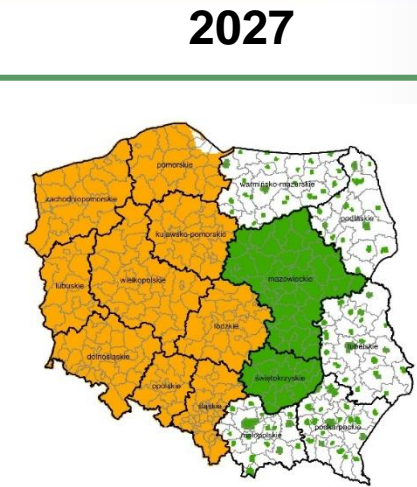 2027
pomorskie
warmińsko-mazurskie
zachodniopomorskie
podlaskie
kujawsko-pomorskie
mazowieckie
lubuskie
wielkopolskie
łódzkie
lubelskie
dolnośląskie
opolskie
świętokrzyskie
śląskie
małopolskie
podkarpackie